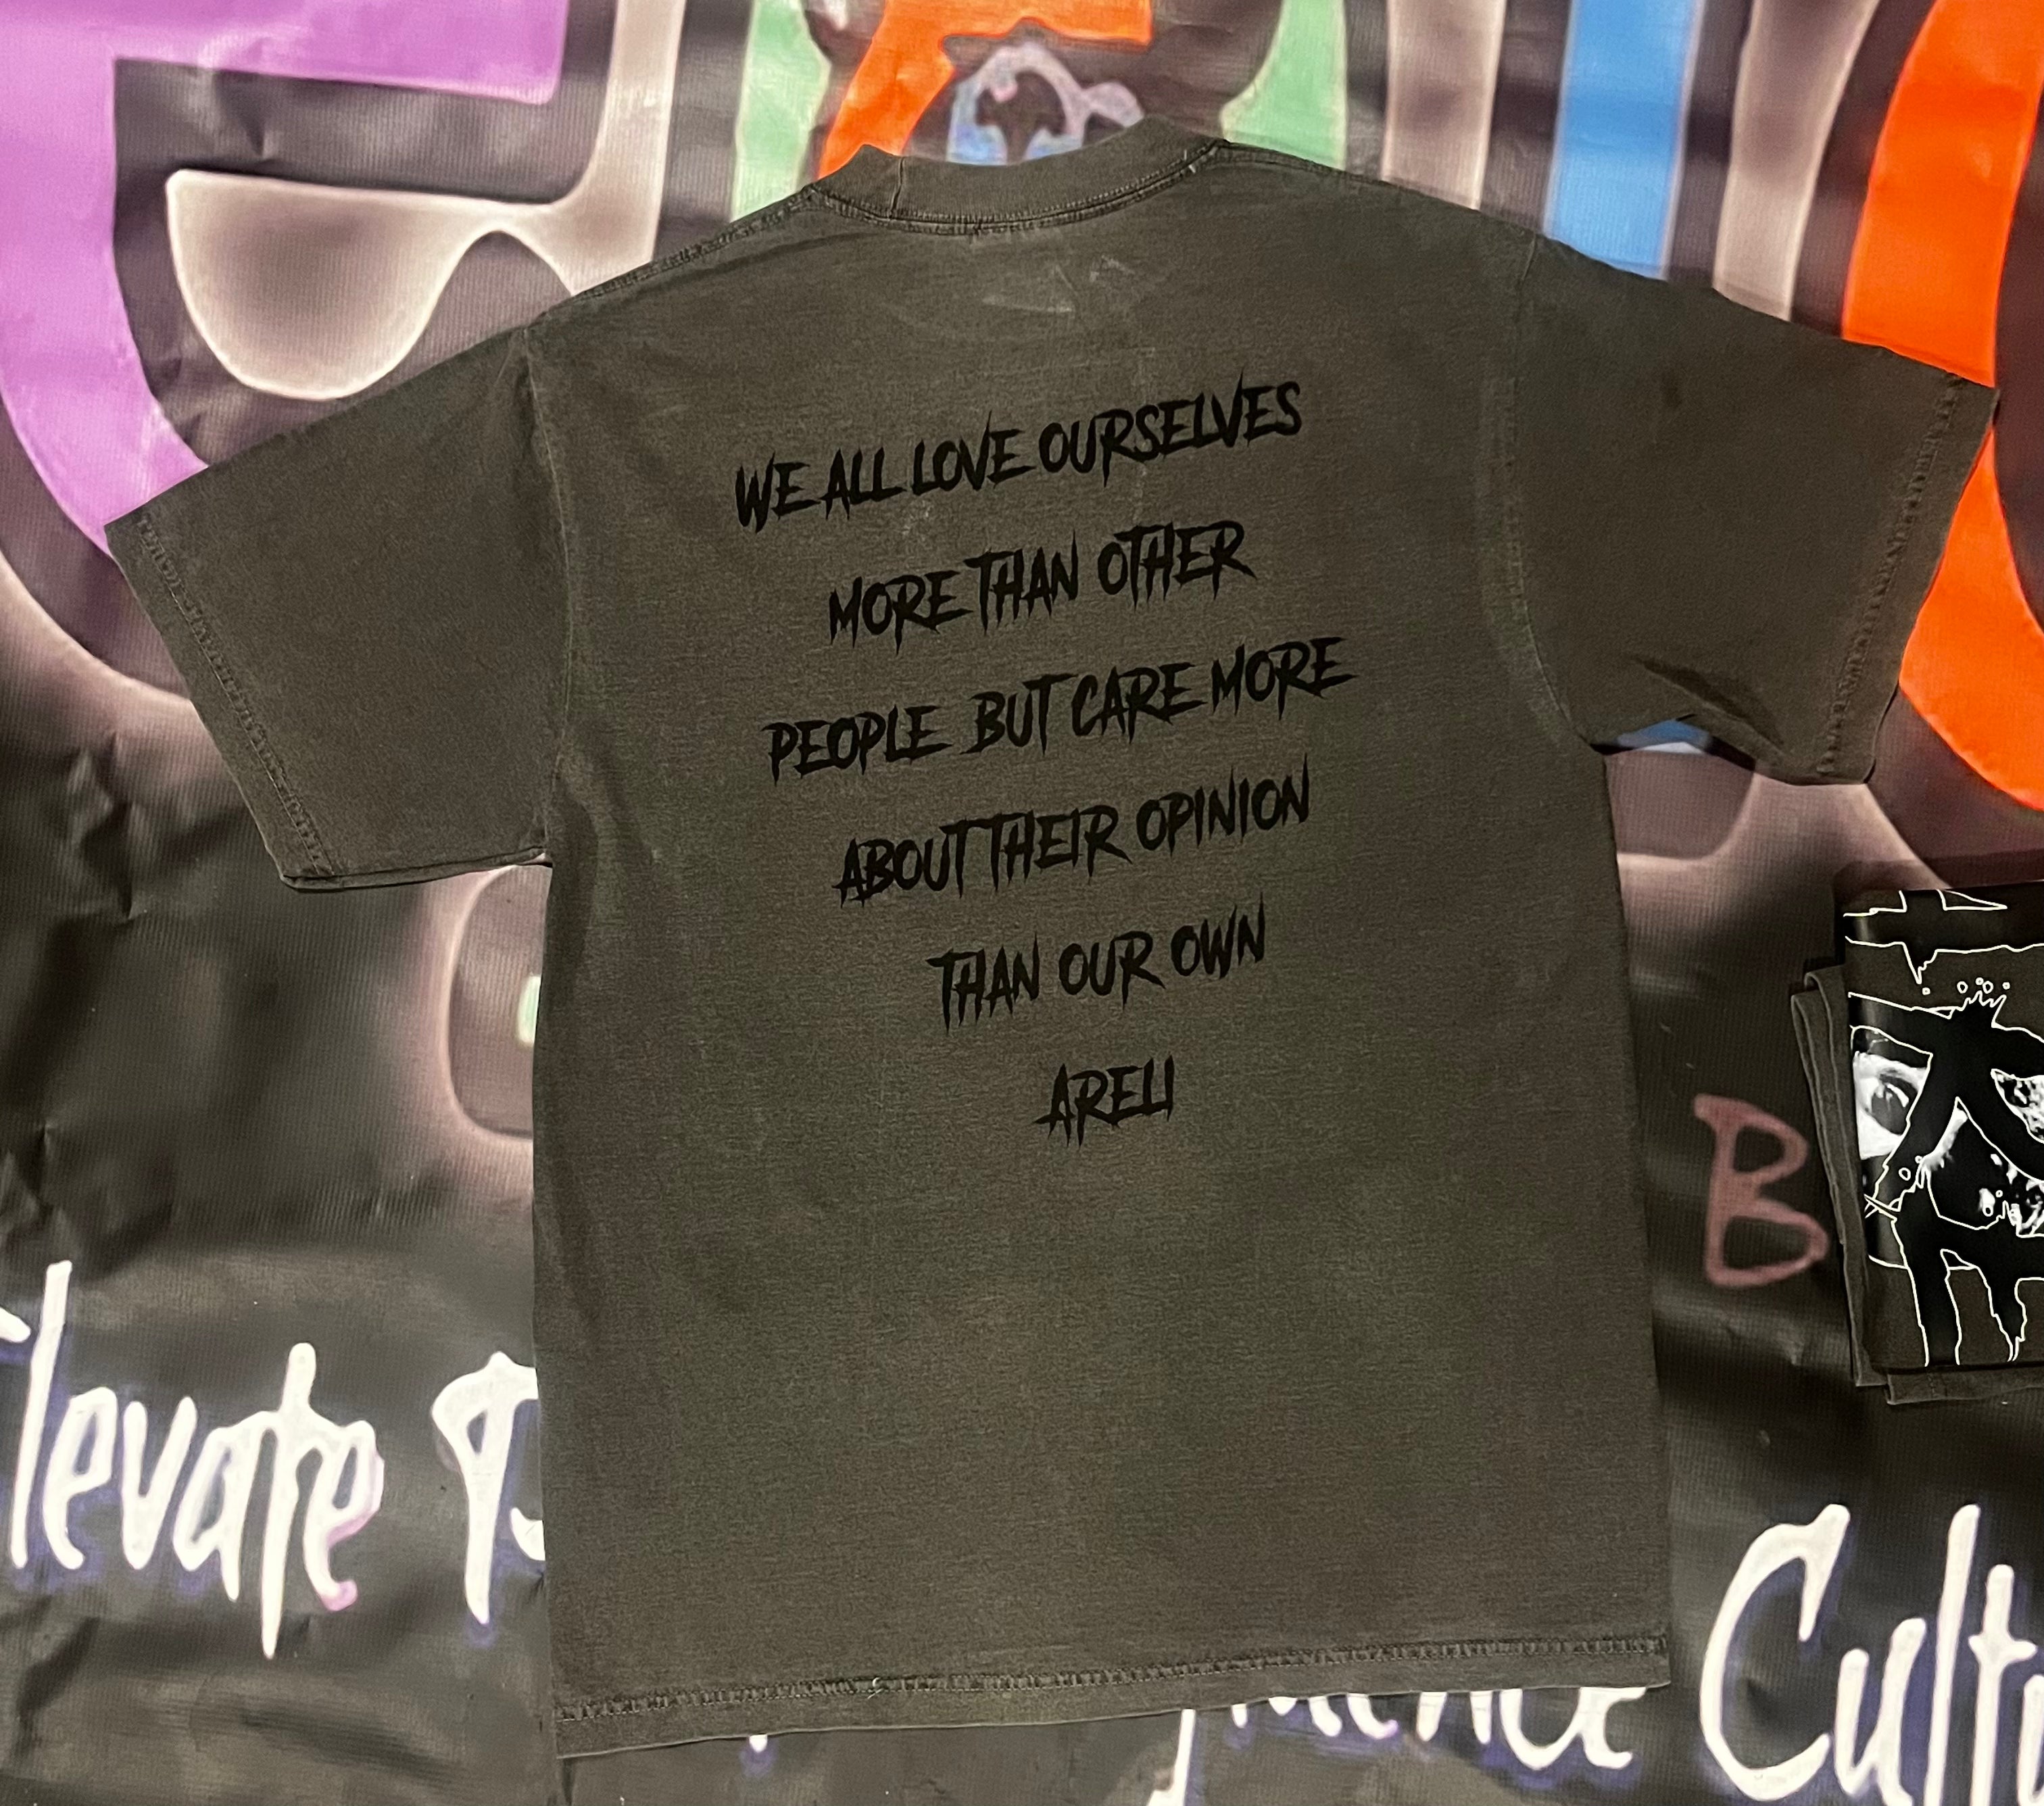 WE ALL LOVE OURSELVES
MORE THAN OTHER
PEOPLE BUT CARE MORE
ABOUT THEIR OPINION
THAN OUR OWN
ARELI
B
levate
Cult